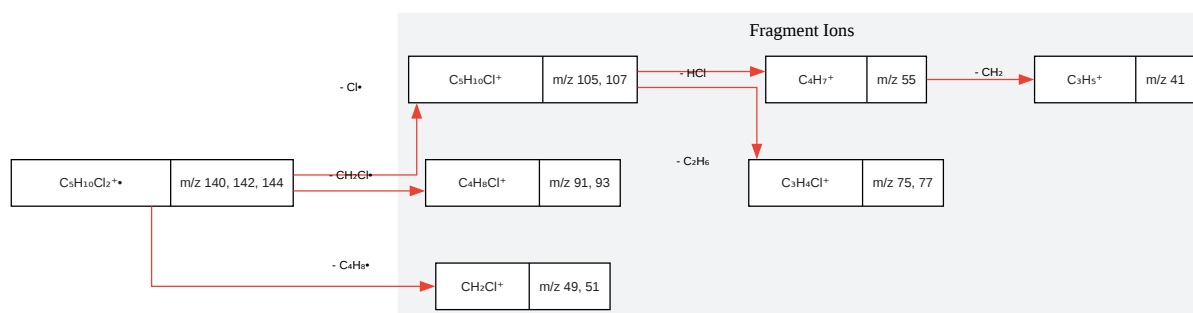 Fragment Ions
- Cl•
C₅H₁₀Cl⁺ m/z 105, 107
- HCl
C₄H₇⁺ m/z 55
- CH₂
C₃H₅⁺ m/z 41
C₅H₁₀Cl₂⁺• m/z 140, 142, 144
- CH₂Cl•
C₄H₈Cl⁺ m/z 91, 93
- C₂H₆
C₃H₄Cl⁺ m/z 75, 77
- C₄H₈•
CH₂Cl⁺ m/z 49, 51